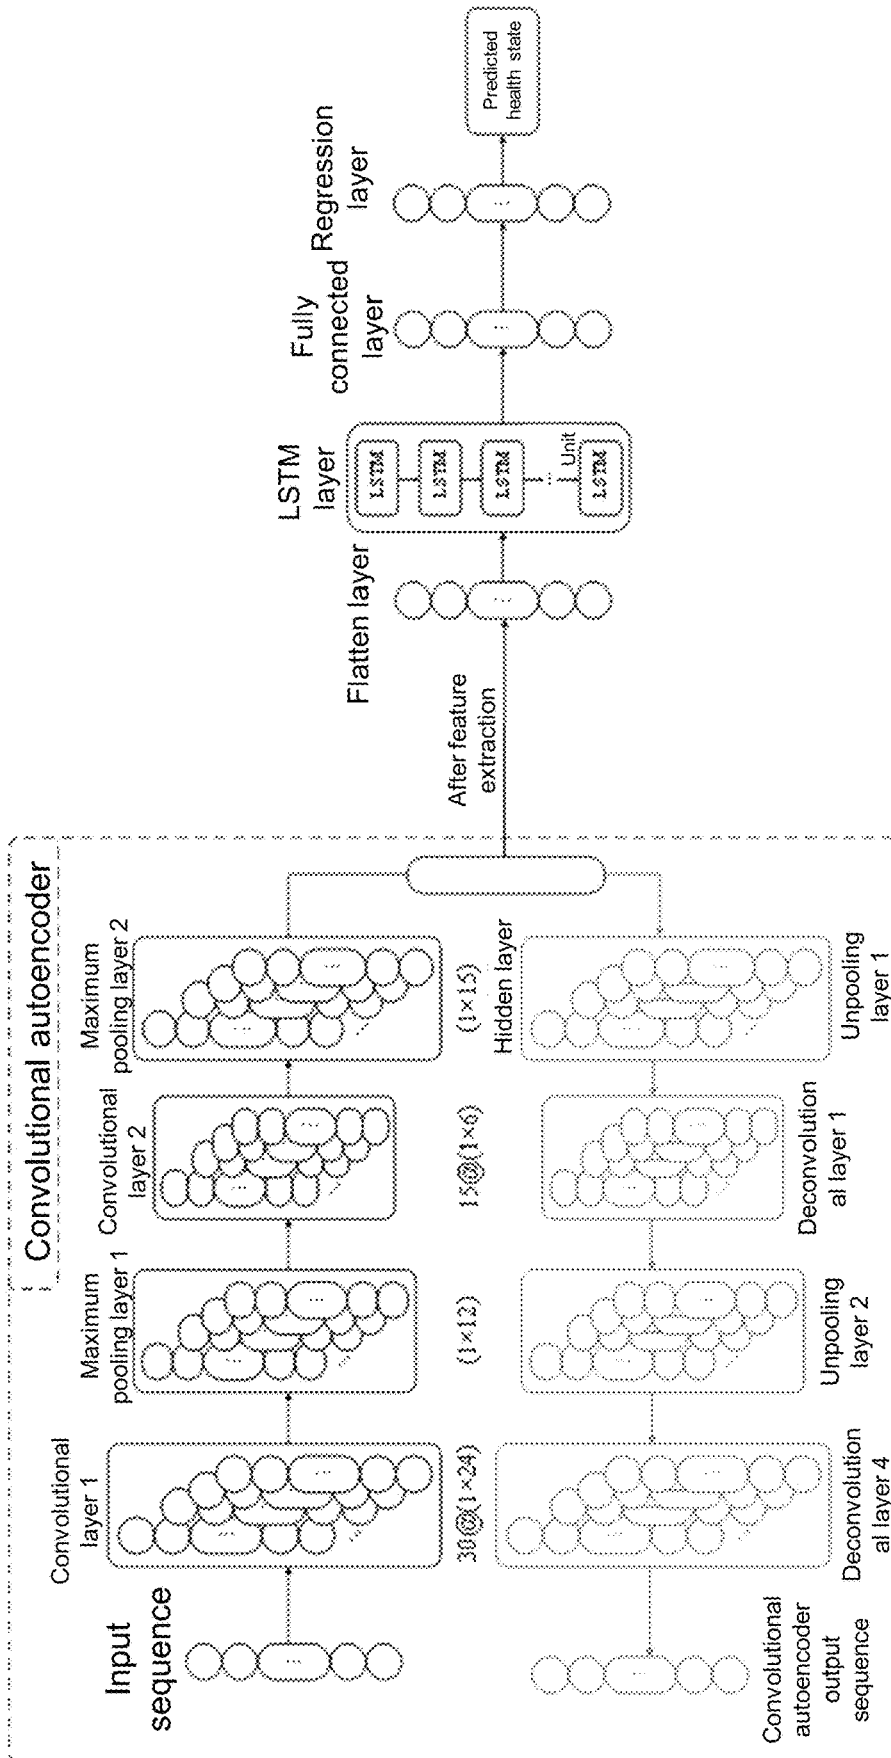 Convolutional autoencoder
Input
sequence
Convolutional
layer 1
Maximum
pooling layer 1
Convolutional
layer 2
Maximum
pooling layer 2
30@(1×24)
(1×12)
15@(1×6)
(1×15)
Hidden layer
Convolutional
autoencoder
output
sequence
Deconvolution
al layer 4
Unpooling
layer 2
Deconvolution
al layer 1
Unpooling
layer 1
After feature
extraction
Flatten layer
LSTM
layer
LSTM
LSTM
LSTM
...
Unit
LSTM
Fully
connected
layer
Regression
layer
Predicted
health state